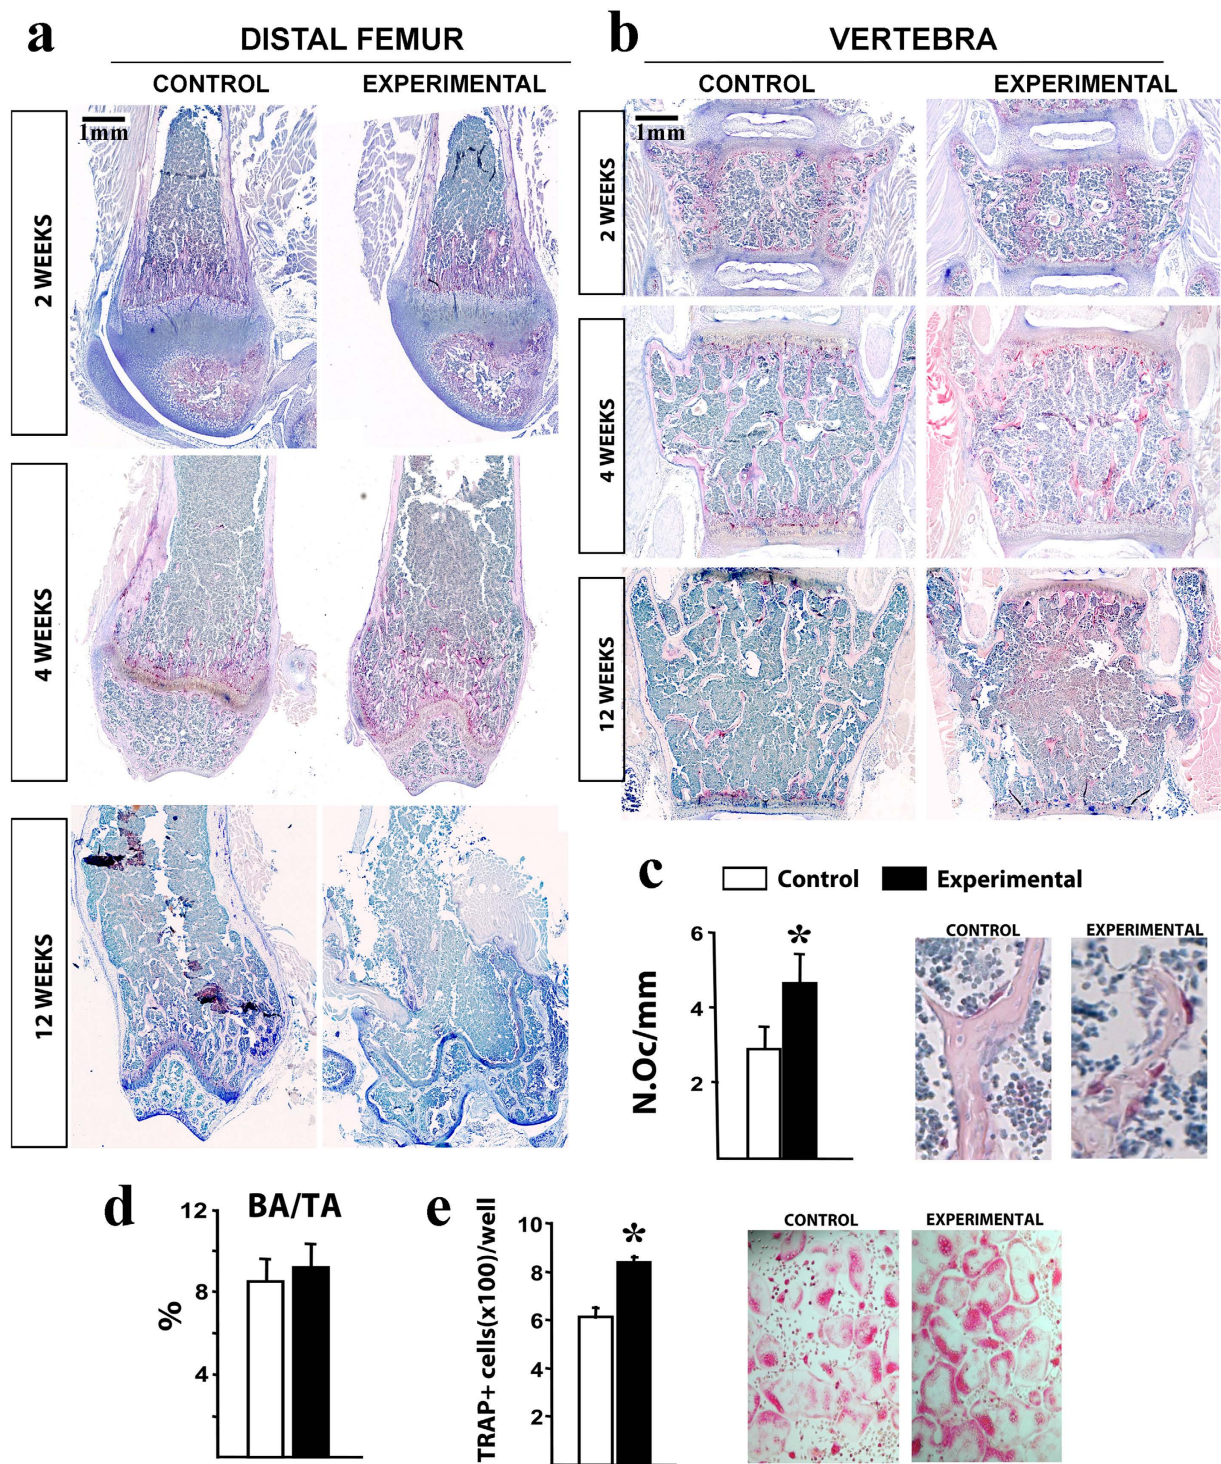 a
DISTAL FEMUR
CONTROL
EXPERIMENTAL
1mm
2 WEEKS
4 WEEKS
12 WEEKS
b
VERTEBRA
CONTROL
EXPERIMENTAL
1mm
2 WEEKS
4 WEEKS
12 WEEKS
c
Control
Experimental
N.Oc/mm
6
4
2
*
CONTROL
EXPERIMENTAL
d
BA/TA
%
12
8
4
e
TRAP+ cells(x100)/well
10
8
6
4
2
*
CONTROL
EXPERIMENTAL